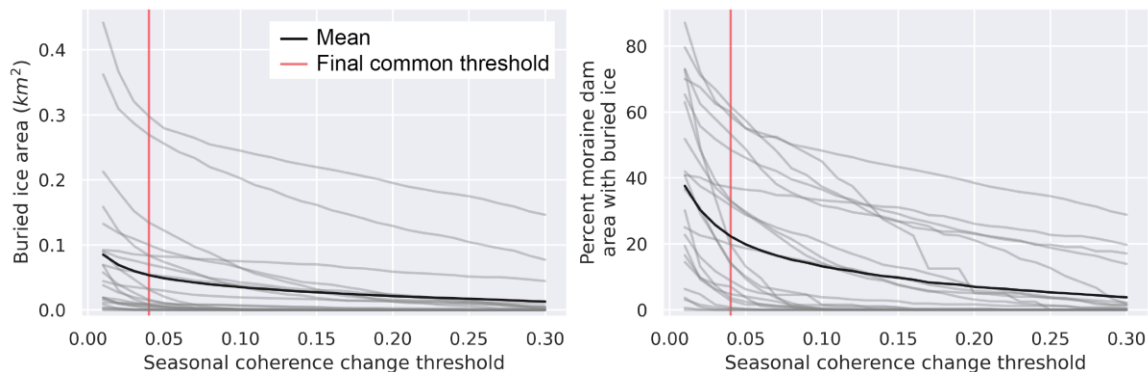 Buried ice area (km²)
0.4
0.3
0.2
0.1
0.0
0.00 0.05 0.10 0.15 0.20 0.25 0.30
Seasonal coherence change threshold
Mean
Final common threshold
Percent moraine dam
area with buried ice
80
60
40
20
0
0.00 0.05 0.10 0.15 0.20 0.25 0.30
Seasonal coherence change threshold